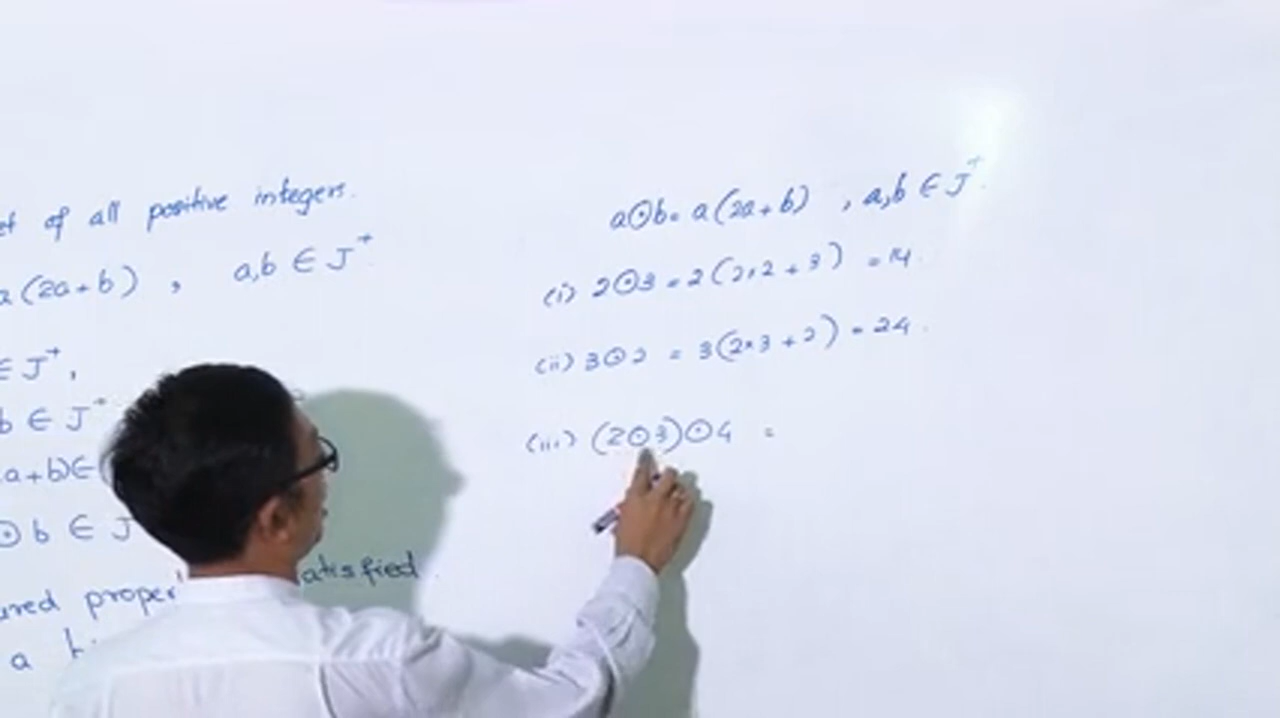 et of all positive integers.
a(2a+b) , a,b ∈ J⁺
∈ J⁺,
b ∈ J⁺
a+b)∈
⊙ b ∈ J
ured proper atisfied
a b
a⊙b = a(2a+b) , a,b ∈ J⁺.
(i) 2⊙3 = 2(2×2+3) = 14.
(ii) 3⊙2 = 3(2×3+2) = 24.
(iii) (2⊙3)⊙4 =